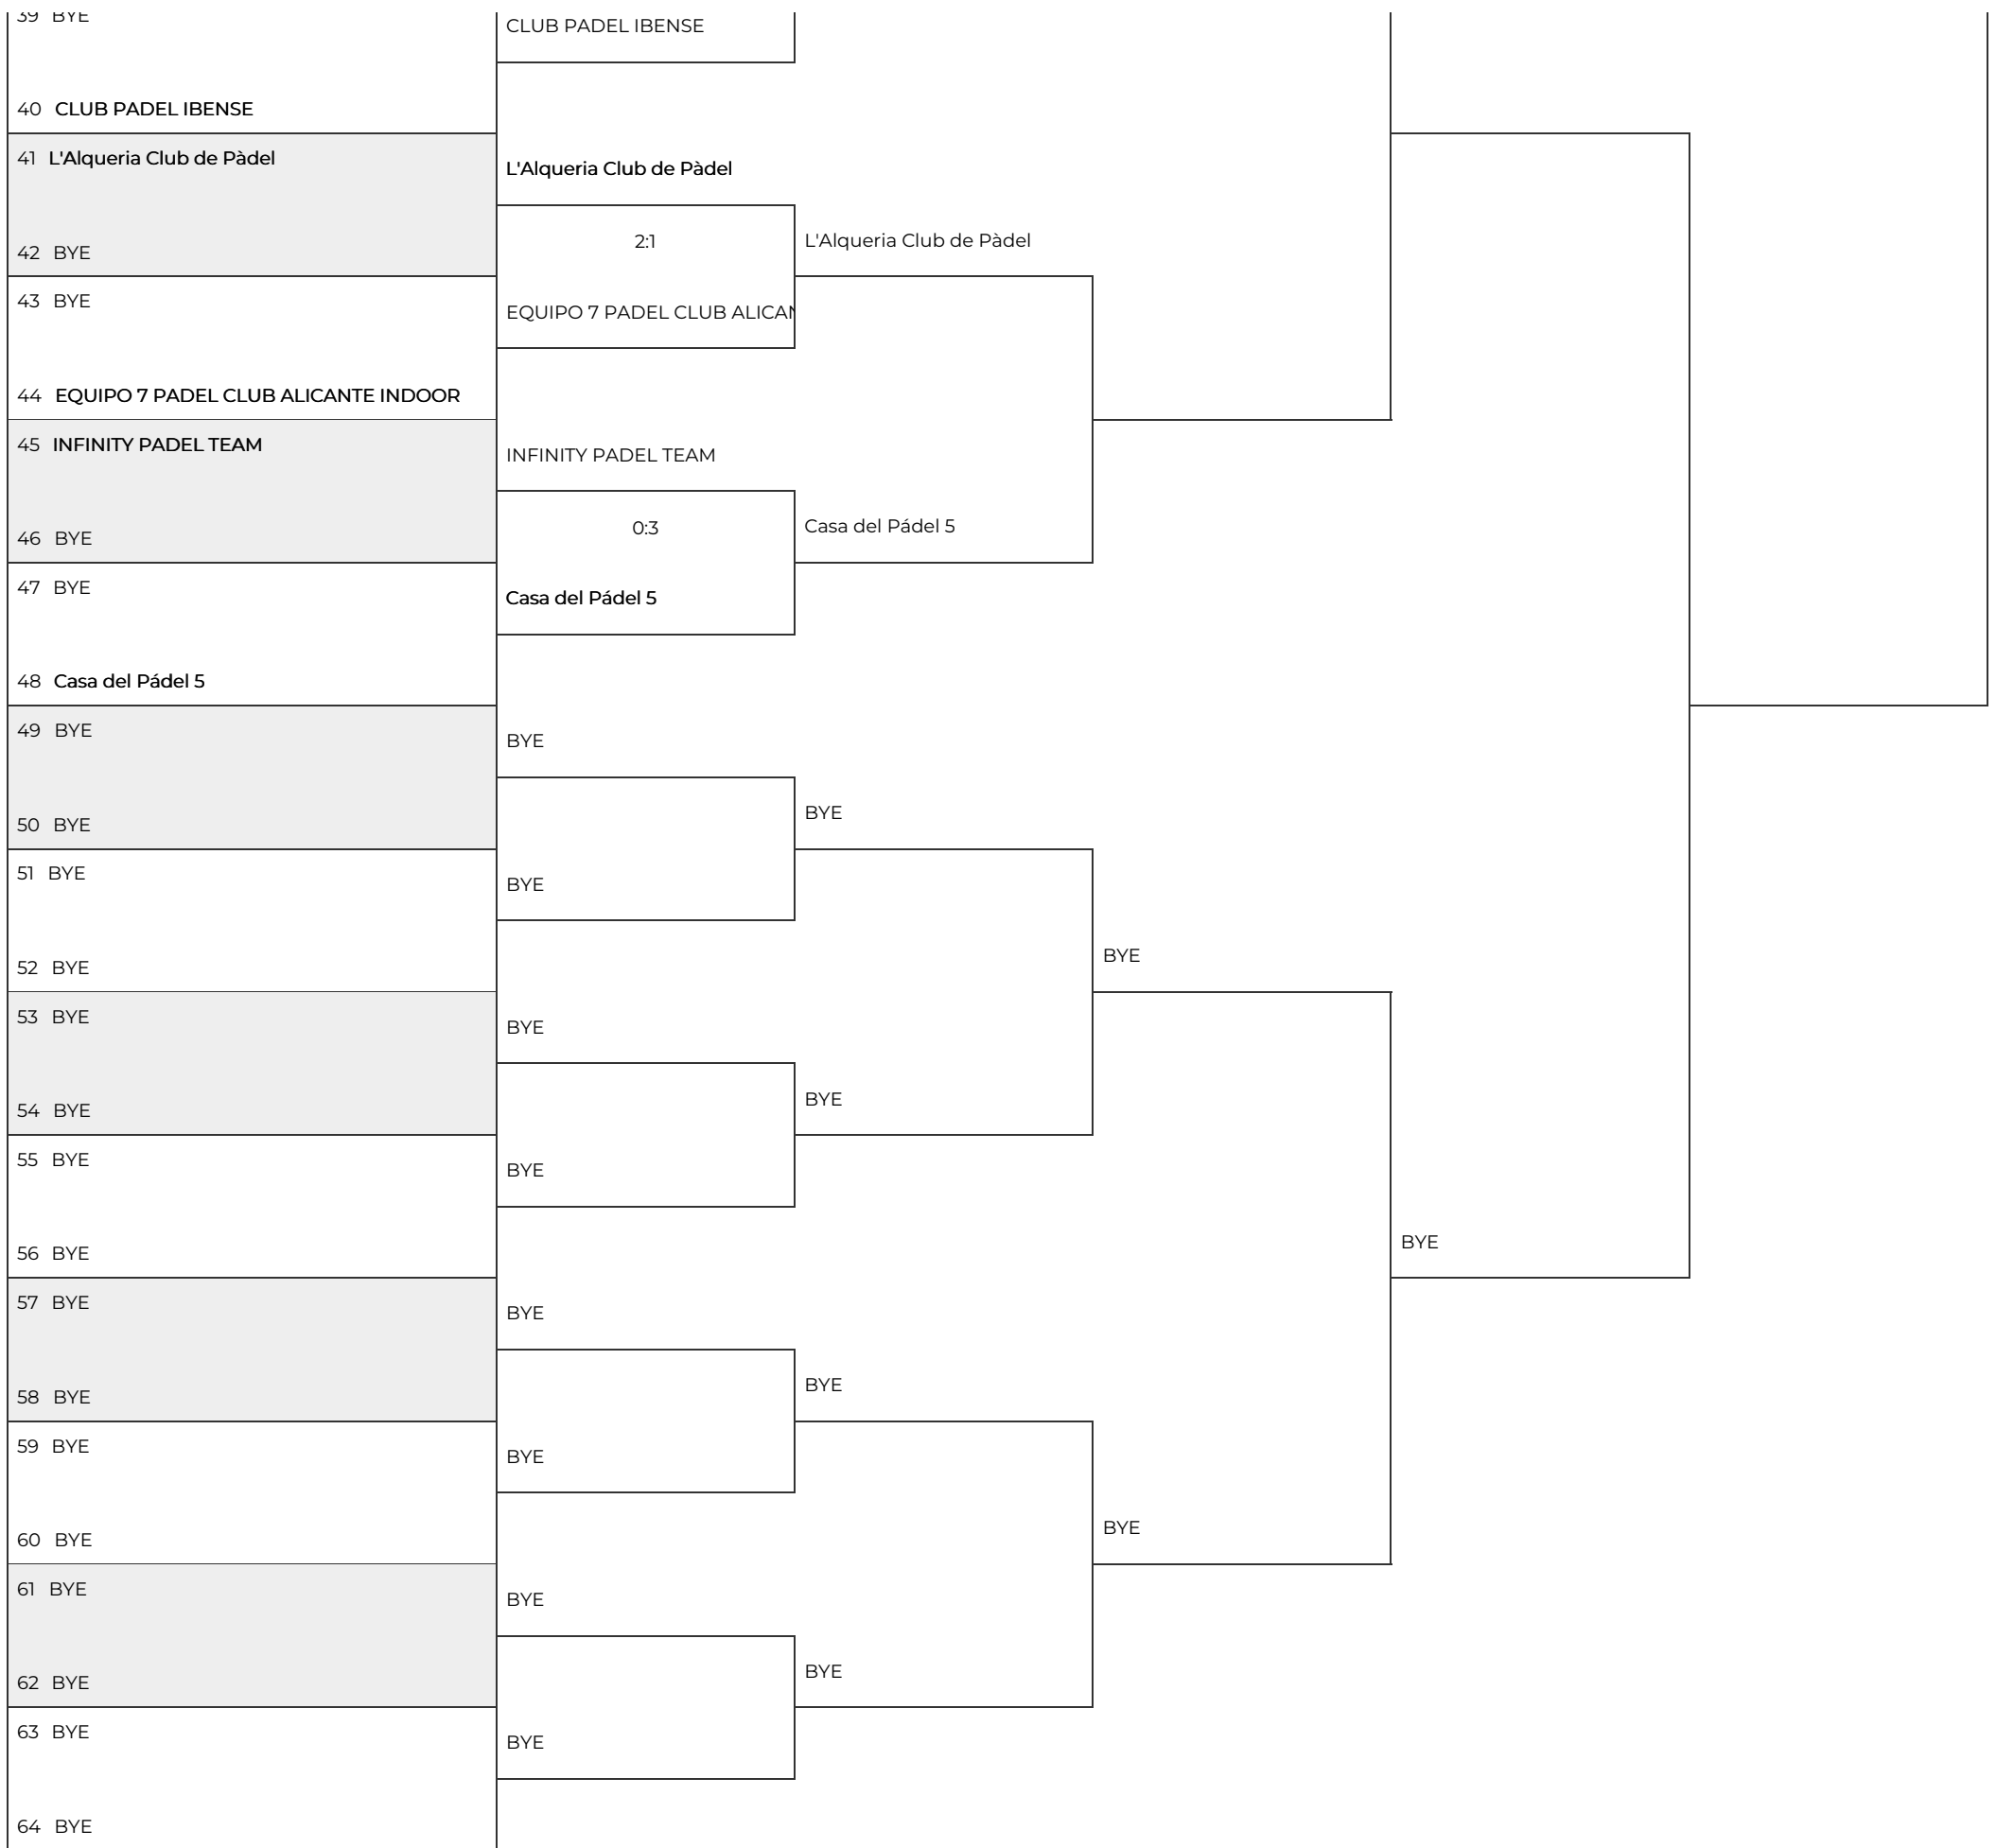 39 BYE
CLUB PADEL IBENSE
40 CLUB PADEL IBENSE
41 L'Alqueria Club de Pàdel
L'Alqueria Club de Pàdel
2:1
L'Alqueria Club de Pàdel
42 BYE
43 BYE
EQUIPO 7 PADEL CLUB ALICAN
44 EQUIPO 7 PADEL CLUB ALICANTE INDOOR
45 INFINITY PADEL TEAM
INFINITY PADEL TEAM
0:3
Casa del Pádel 5
46 BYE
47 BYE
Casa del Pádel 5
48 Casa del Pádel 5
49 BYE
BYE
BYE
50 BYE
51 BYE
BYE
BYE
52 BYE
53 BYE
BYE
BYE
54 BYE
55 BYE
BYE
BYE
56 BYE
57 BYE
BYE
BYE
58 BYE
59 BYE
BYE
BYE
60 BYE
61 BYE
BYE
BYE
62 BYE
63 BYE
BYE
64 BYE